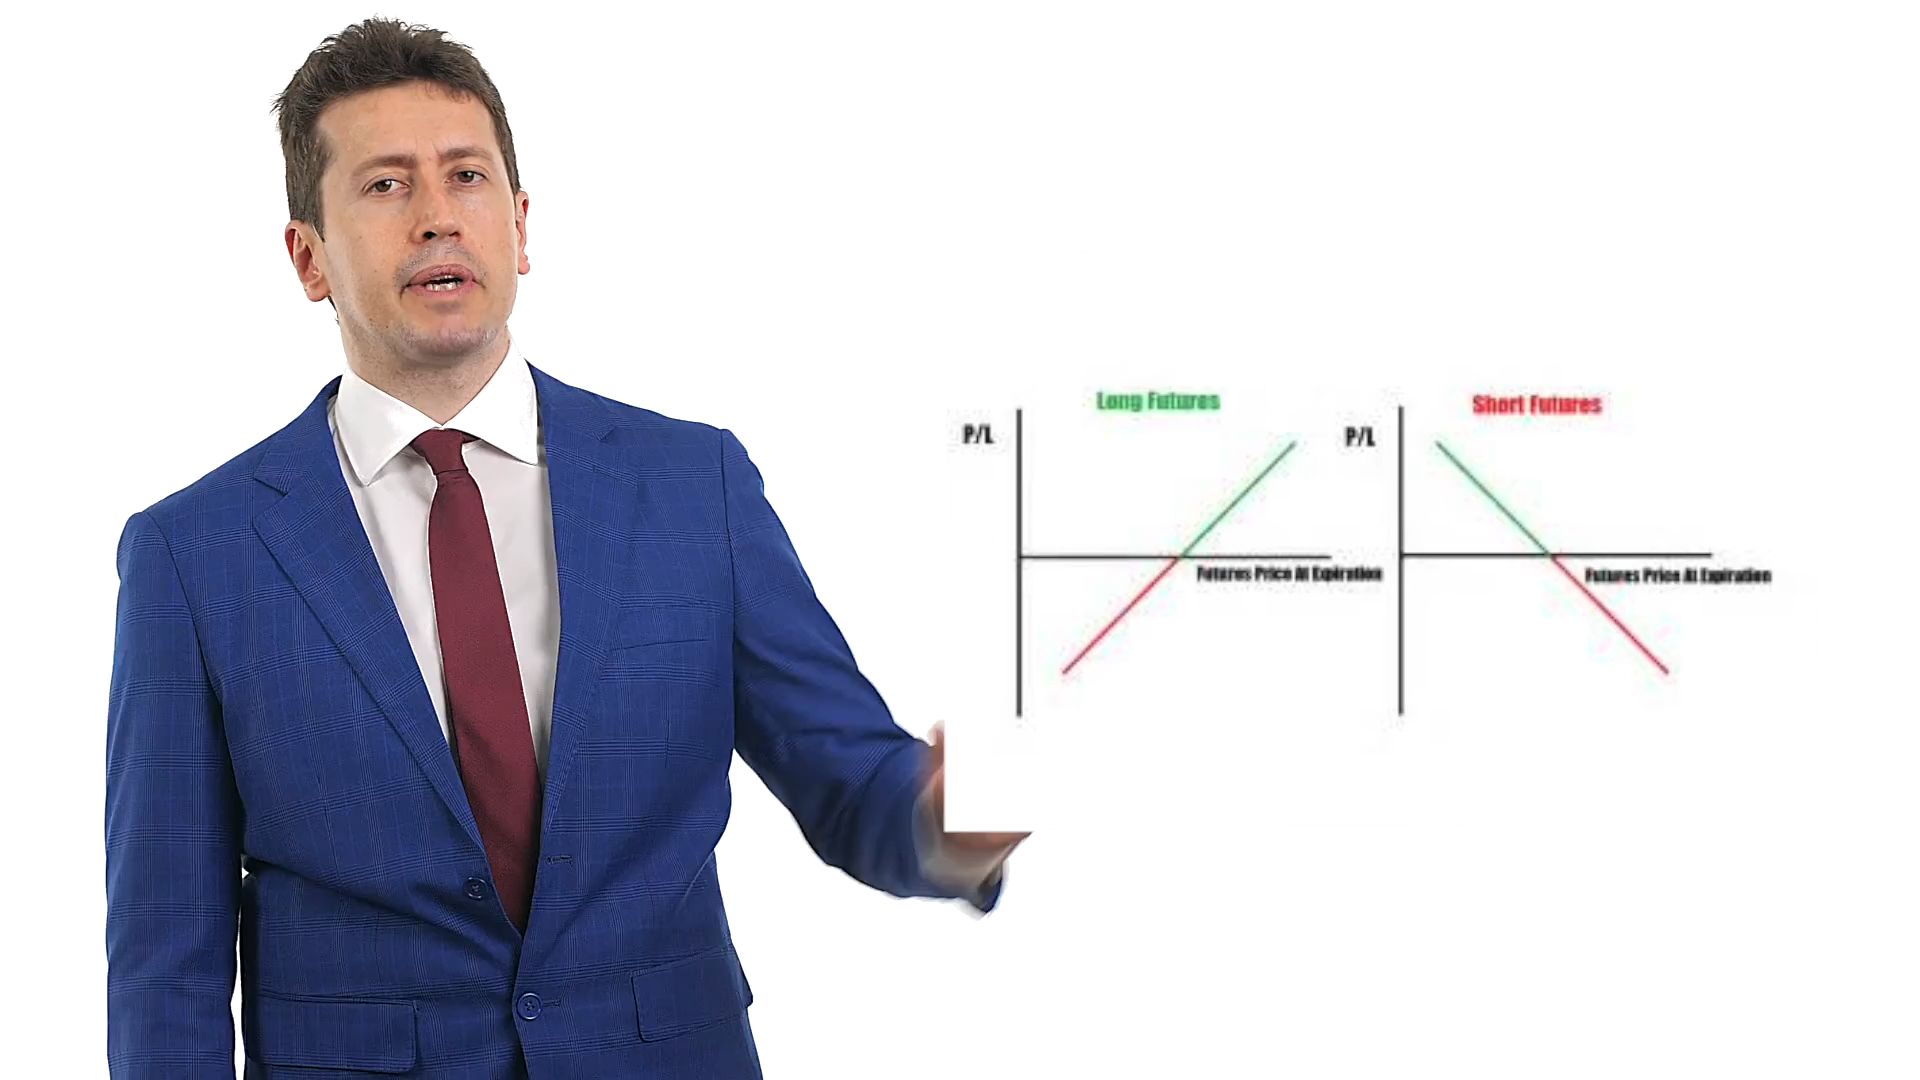 Long Futures
P/L
Futures Price At Expiration
Short Futures
P/L
Futures Price At Expiration